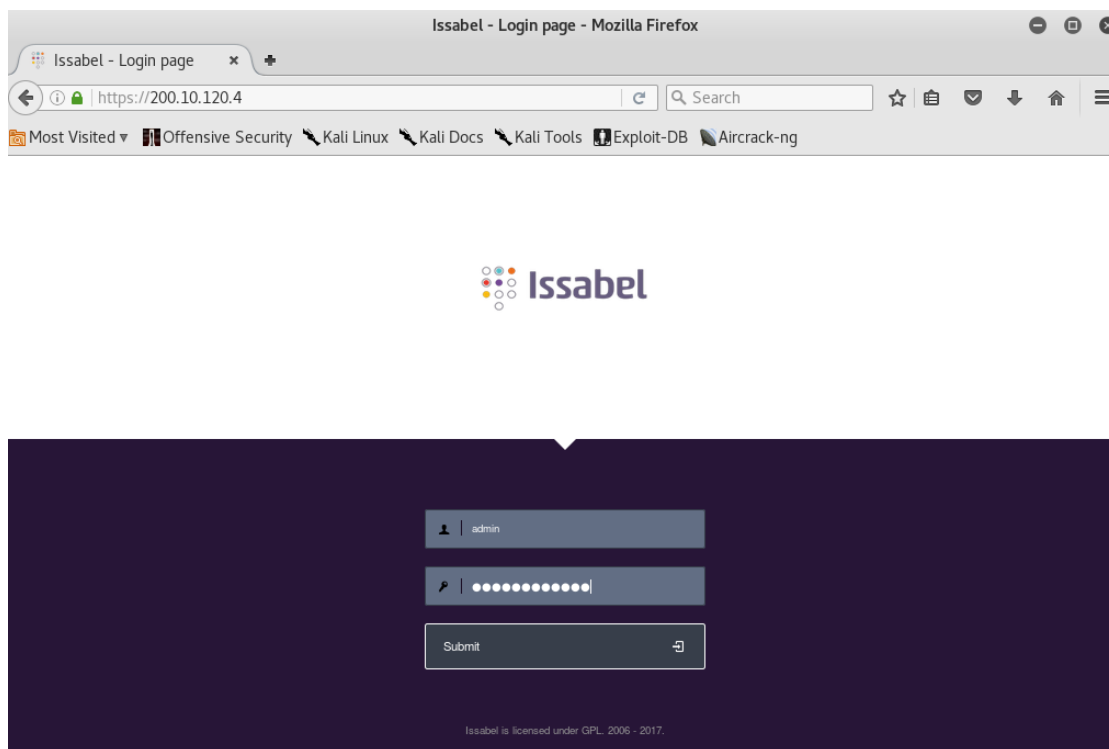 Issabel - Login page - Mozilla Firefox
Issabel - Login page
https://200.10.120.4
Search
Most Visited
Offensive Security
Kali Linux
Kali Docs
Kali Tools
Exploit-DB
Aircrack-ng
Issabel
admin
Submit
Issabel is licensed under GPL. 2006 - 2017.